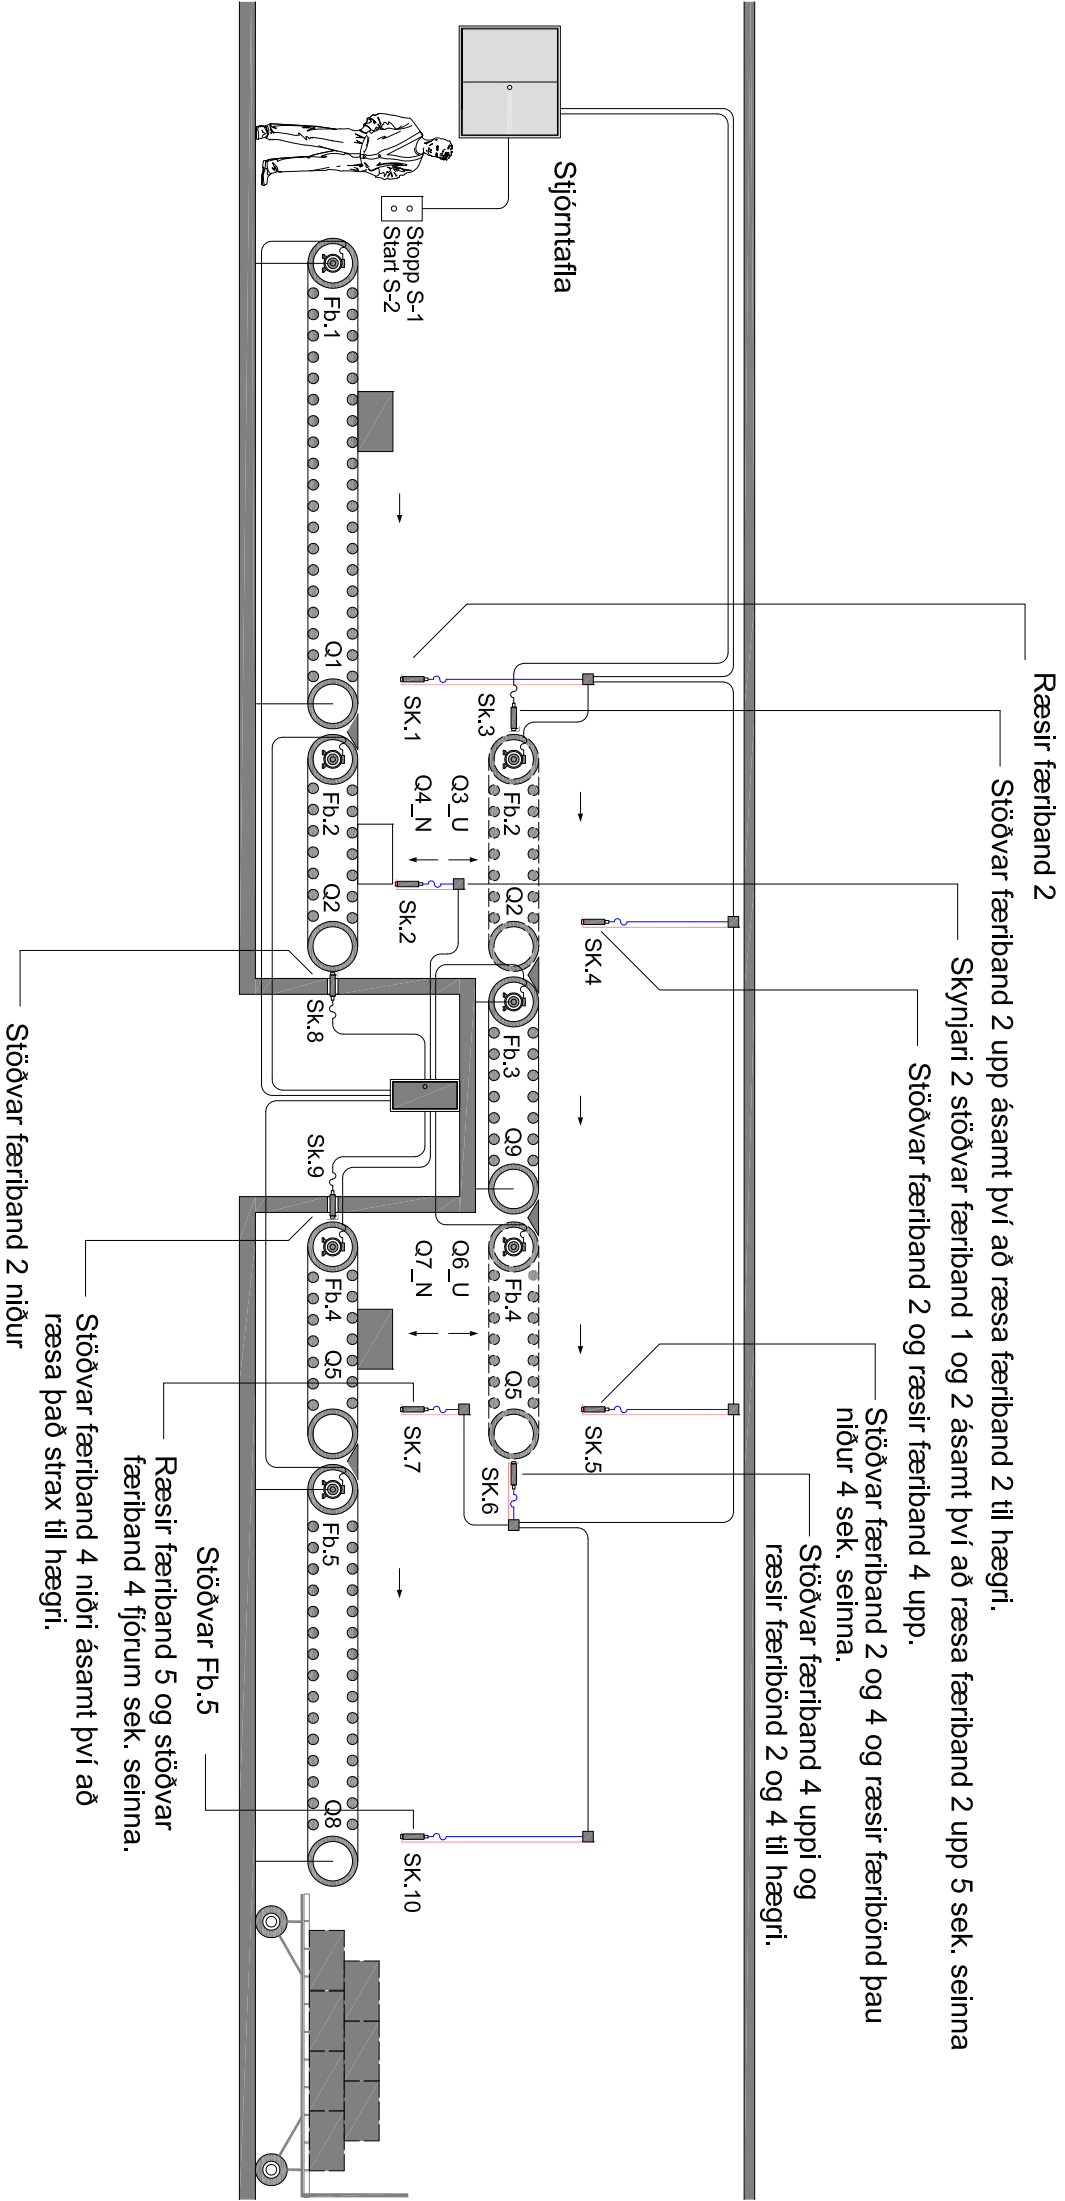 Ræsir færiband 2
Stöðvar færiband 2 upp ásamt því að ræsa færiband 2 til hægri.
Skynjari 2 stöðvar færiband 1 og 2 ásamt því að ræsa færiband 2 upp 5 sek. seinna
Stöðvar færiband 2 og ræsir færiband 4 upp.
Stöðvar færiband 2 og 4 og ræsir færibönd þau
niður 4 sek. seinna.
Stöðvar færiband 4 uppi og
ræsir færibönd 2 og 4 til hægri.
Stjórntafla
Stopp S-1
Start S-2
SK.4
SK.5
Sk.3
Fb.2
Q2
Fb.3
Q9
Fb.4
Q5
SK.6
SK.1
Q3_U
Q4_N
Sk.2
Q6_U
Q7_N
SK.7
SK.10
Fb.1
Q1
Fb.2
Q2
Sk.8
Sk.9
Fb.4
Q5
Fb.5
Q8
Stöðvar Fb.5
Ræsir færiband 5 og stöðvar
færiband 4 fjórum sek. seinna.
Stöðvar færiband 4 niðri ásamt því að
ræsa það strax til hægri.
Stöðvar færiband 2 niður